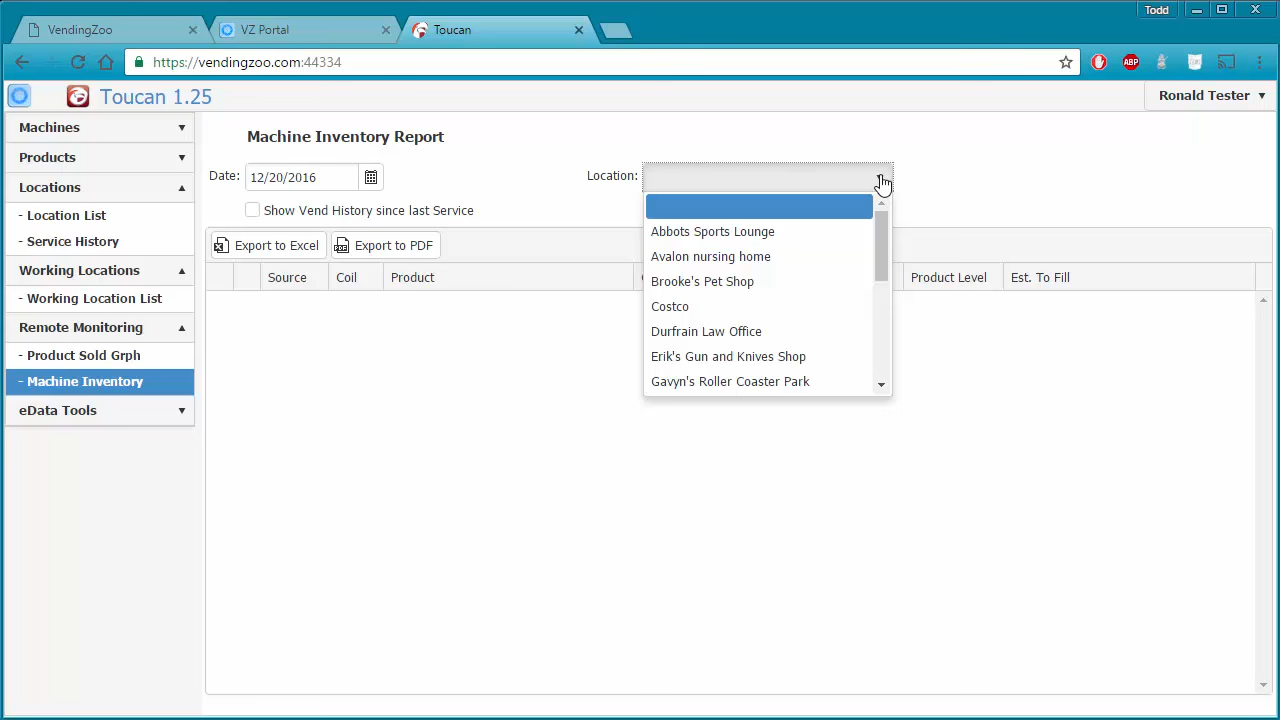 Todd
VendingZoo
VZ Portal
Toucan
https://vendingzoo.com:44334
ABP
Toucan 1.25
Ronald Tester
Machines
Products
Locations
- Location List
- Service History
Working Locations
- Working Location List
Remote Monitoring
- Product Sold Grph
- Machine Inventory
eData Tools
Machine Inventory Report
Date: 12/20/2016
Location:
Show Vend History since last Service
Export to Excel
Export to PDF
Source
Coil
Product
Product Level
Est. To Fill
Abbots Sports Lounge
Avalon nursing home
Brooke's Pet Shop
Costco
Durfrain Law Office
Erik's Gun and Knives Shop
Gavyn's Roller Coaster Park